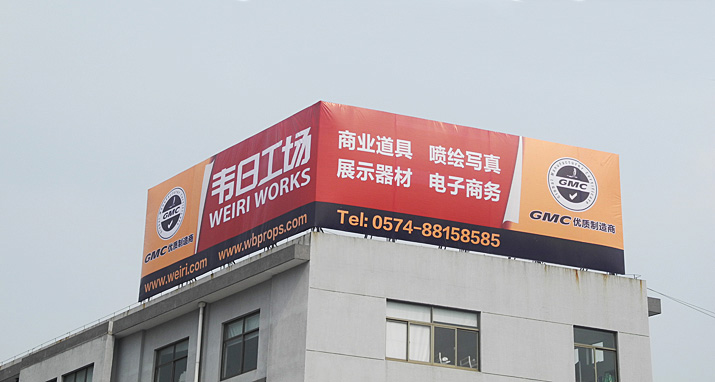 GMC
GMC 优质制造商
韦日工场
WEIRI WORKS
www.weiri.com www.wbprops.com
商业道具 喷绘写真
展示器材 电子商务
Tel: 0574-88158585
GMC
GMC 优质制造商